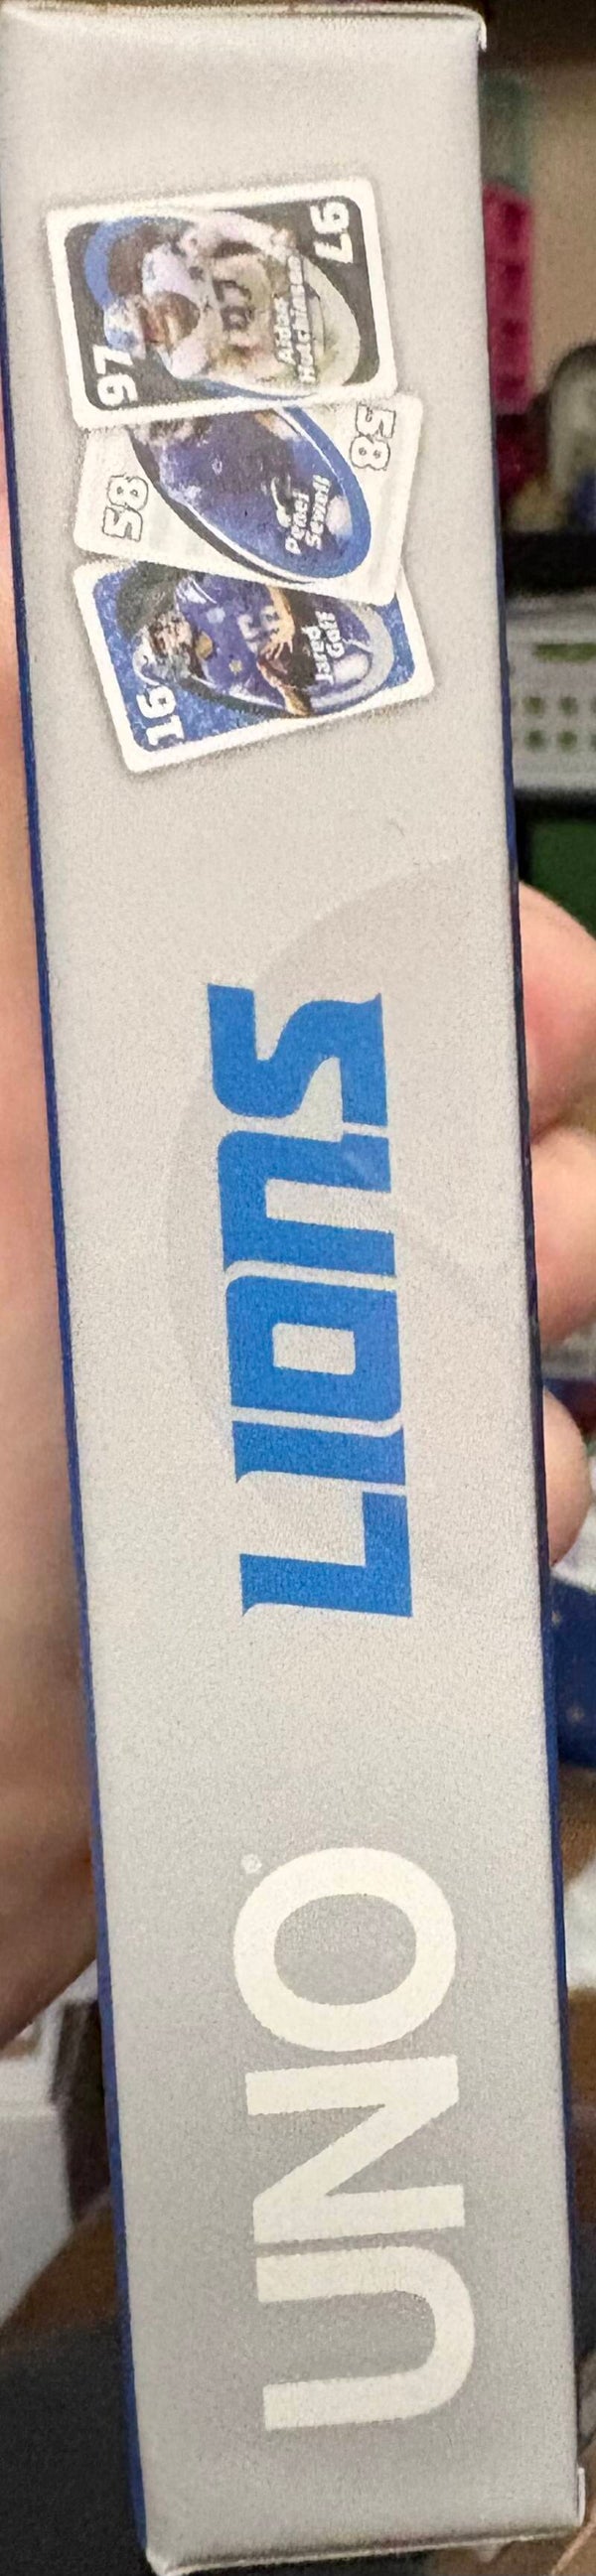 UNO®
LIONS
16
Jared
Goff
58
Penei
Sewell
58
97
Aidan
Hutchinson
97